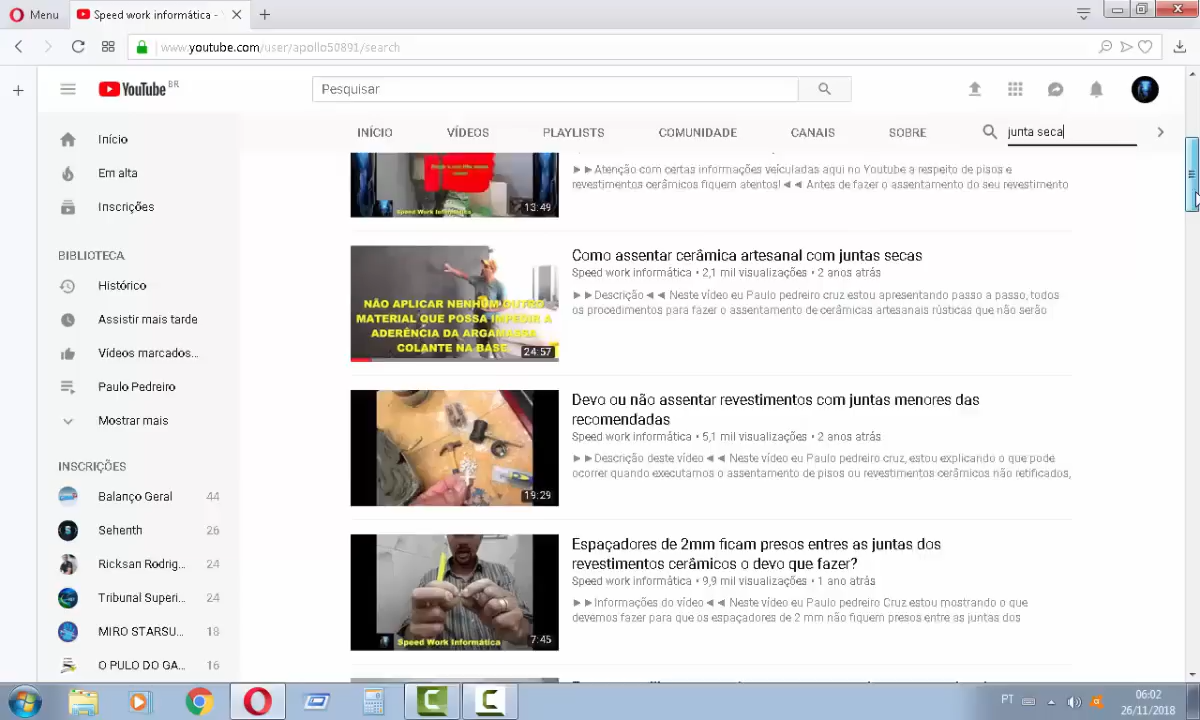 Menu
Speed work informática -
www.youtube.com/user/apollo50891/search
YouTube BR
Pesquisar
INÍCIO VÍDEOS PLAYLISTS COMUNIDADE CANAIS SOBRE junta seca
Início
Em alta
Inscrições
BIBLIOTECA
Histórico
Assistir mais tarde
Vídeos marcados...
Paulo Pedreiro
Mostrar mais
INSCRIÇÕES
Balanço Geral 44
Sehenth 26
Ricksan Rodrig... 24
Tribunal Superi... 24
MIRO STARSU... 18
O PULO DO GA... 16
Speed Work Informática
13:49
►►Atenção com certas informações veiculadas aqui no Youtube a respeito de pisos e
revestimentos cerâmicos fiquem atentos!◄◄ Antes de fazer o assentamento do seu revestimento
NÃO APLICAR NENHUM OUTRO
MATERIAL QUE POSSA IMPEDIR A
ADERÊNCIA DA ARGAMASSA
COLANTE NA BASE
24:57
Como assentar cerâmica artesanal com juntas secas
Speed work informática • 2,1 mil visualizações • 2 anos atrás
►►Descrição◄◄ Neste vídeo eu Paulo pedreiro cruz estou apresentando passo a passo, todos
os procedimentos para fazer o assentamento de cerâmicas artesanais rústicas que não serão
19:29
Devo ou não assentar revestimentos com juntas menores das
recomendadas
Speed work informática • 5,1 mil visualizações • 2 anos atrás
►►Descrição deste vídeo◄◄ Neste vídeo eu Paulo pedreiro cruz, estou explicando o que pode
ocorrer quando executamos o assentamento de pisos ou revestimentos cerâmicos não retificados,
Speed Work Informática
7:45
Espaçadores de 2mm ficam presos entres as juntas dos
revestimentos cerâmicos o devo que fazer?
Speed work informática • 9,9 mil visualizações • 1 ano atrás
►►Informações do vídeo◄◄ Neste vídeo eu Paulo pedreiro Cruz estou mostrando o que
devemos fazer para que os espaçadores de 2 mm não fiquem presos entre as juntas dos
PT
06:02
26/11/2018